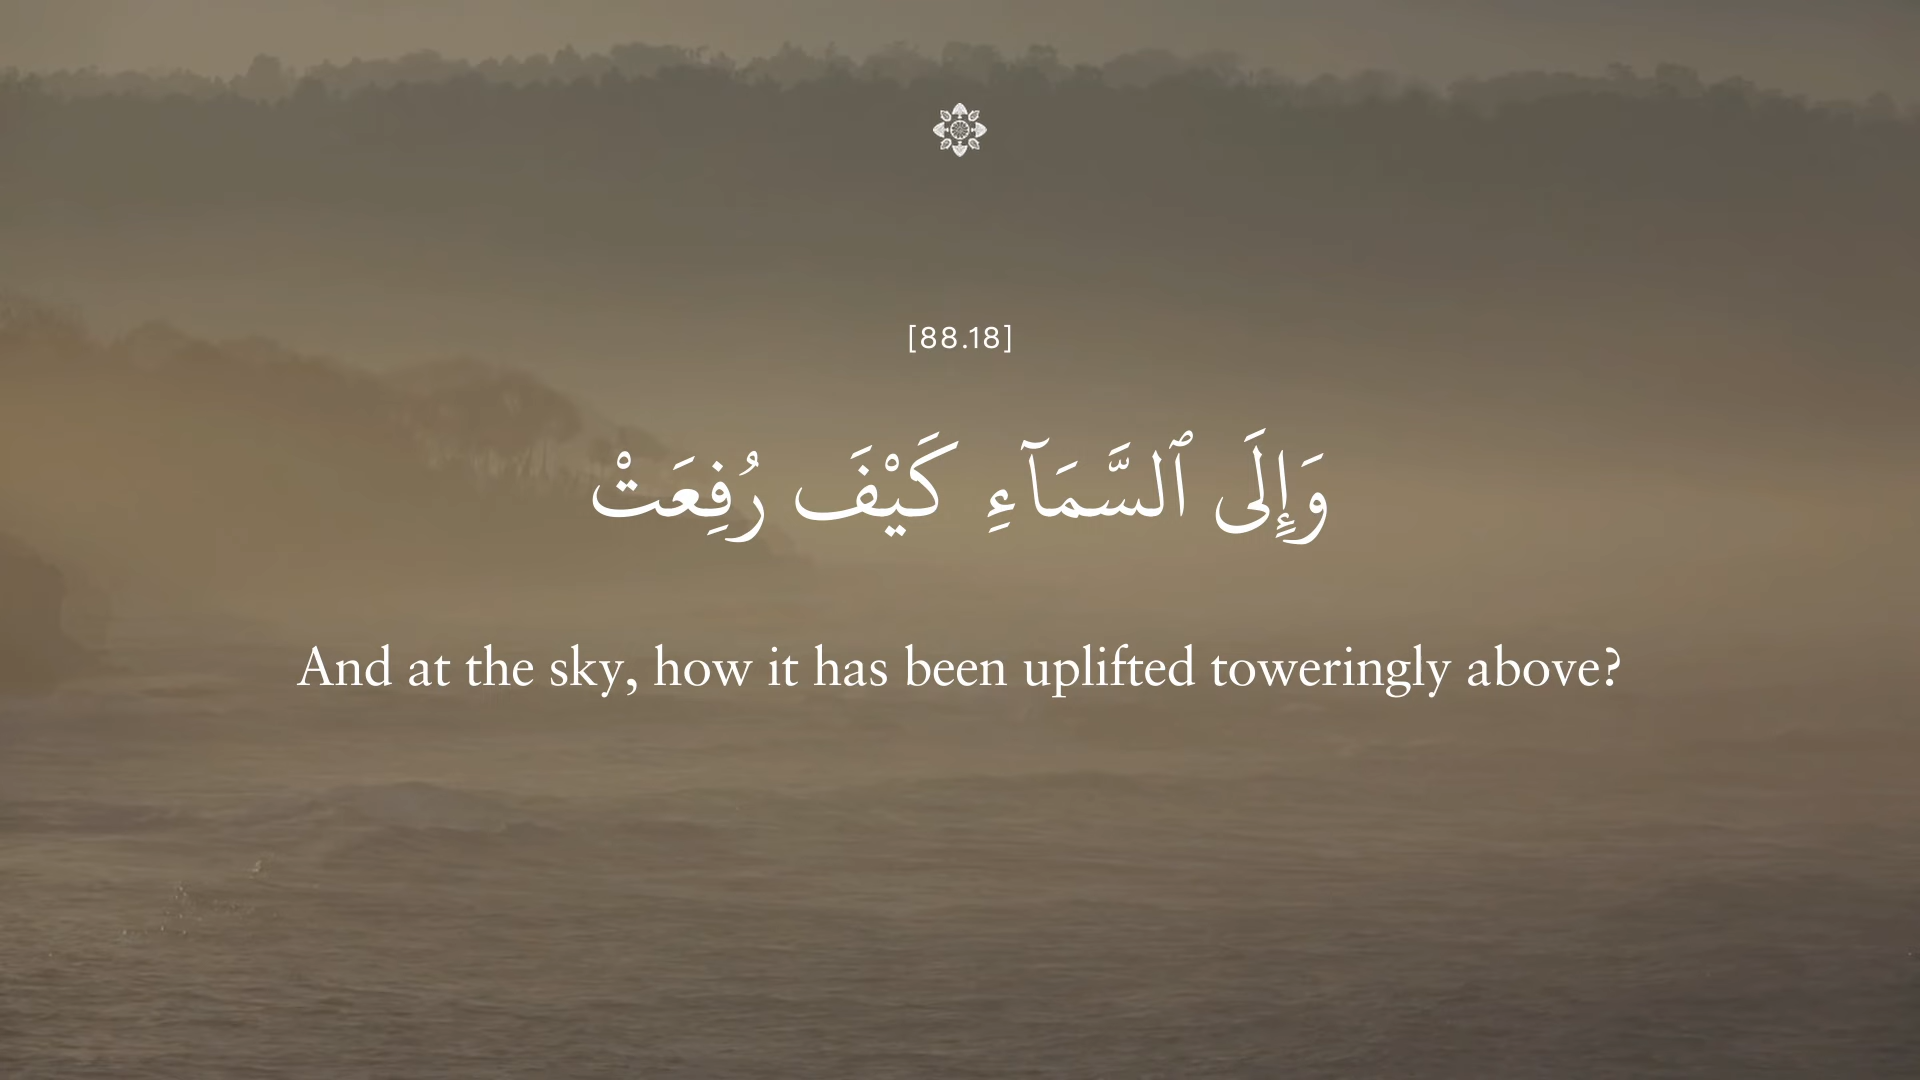 [88.18]
وَإِلَى ٱلسَّمَآءِ كَيْفَ رُفِعَتْ
And at the sky, how it has been uplifted toweringly above?